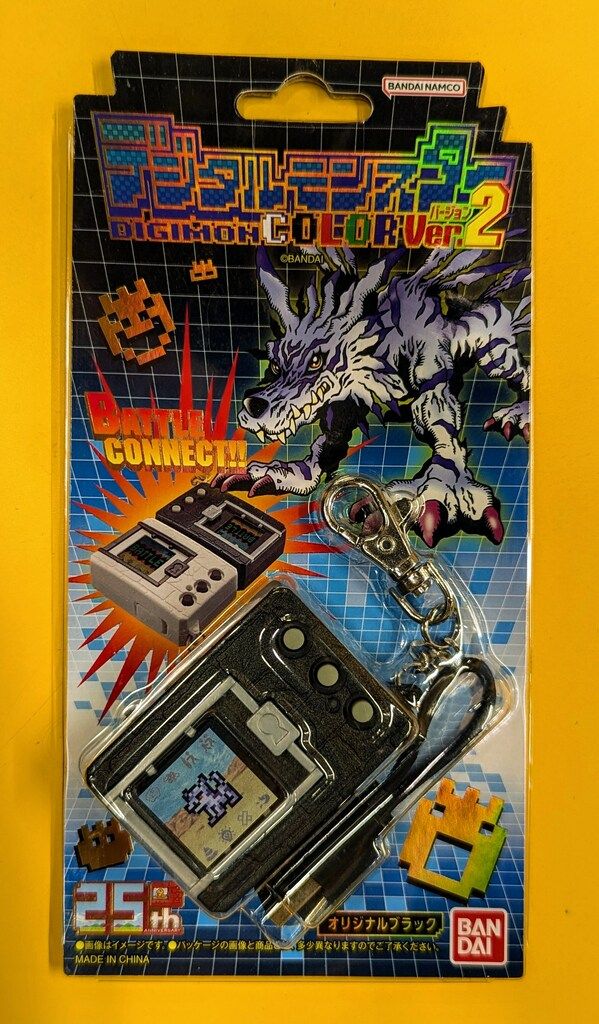 BANDAI NAMCO
デジタルモンスター
DIGIMON COLOR Ver.2
バージョン
©BANDAI
BATTLE
CONNECT!!
25th
ANNIVERSARY
オリジナルブラック
●画像はイメージです。●パッケージの画像と商品は多少異なりますのでご了承ください。
MADE IN CHINA
BAN
DAI